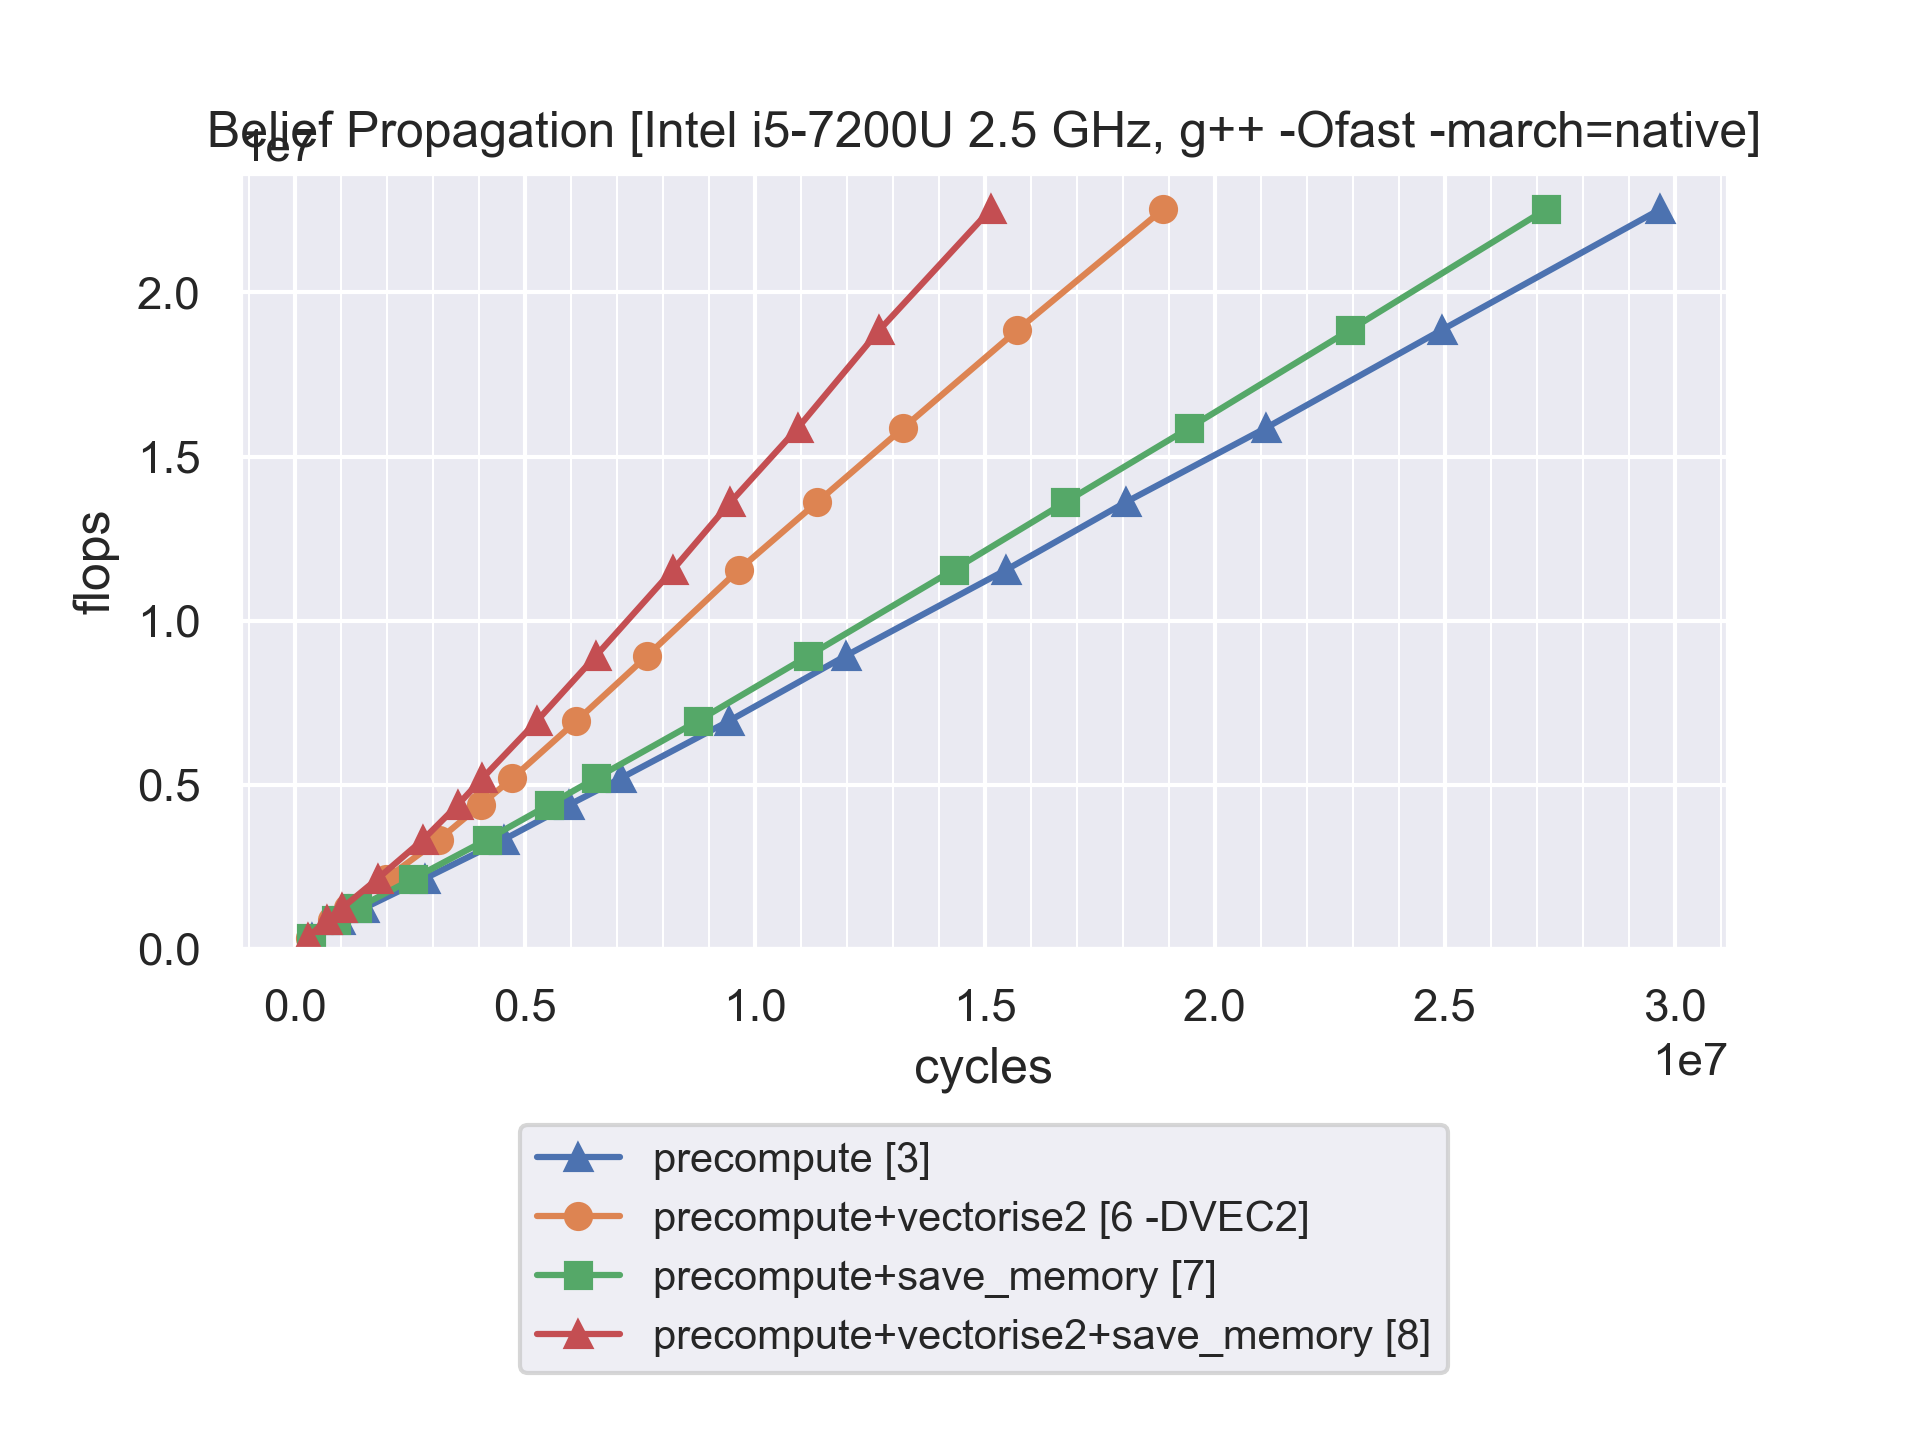 Belief Propagation [Intel i5-7200U 2.5 GHz, g++ -Ofast -march=native]
1e7
2.0
1.5
1.0
0.5
0.0
flops
0.0 0.5 1.0 1.5 2.0 2.5 3.0
1e7
cycles
precompute [3]
precompute+vectorise2 [6 -DVEC2]
precompute+save_memory [7]
precompute+vectorise2+save_memory [8]